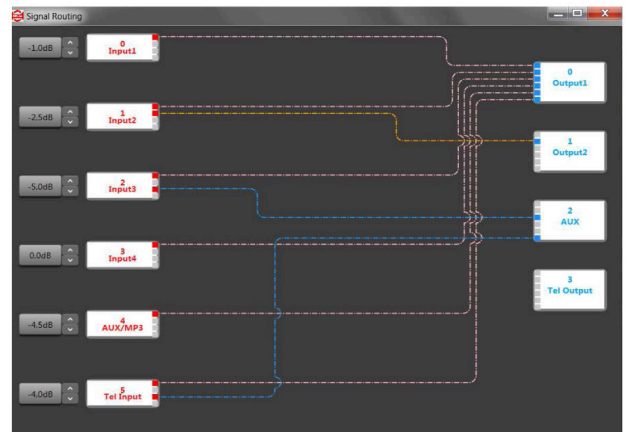 Signal Routing
-1.0dB
0
Input1
0
Output1
-2.5dB
1
Input2
1
Output2
-5.0dB
2
Input3
2
AUX
0.0dB
3
Input4
3
Tel Output
-4.5dB
4
AUX/MP3
-4.0dB
5
Tel Input